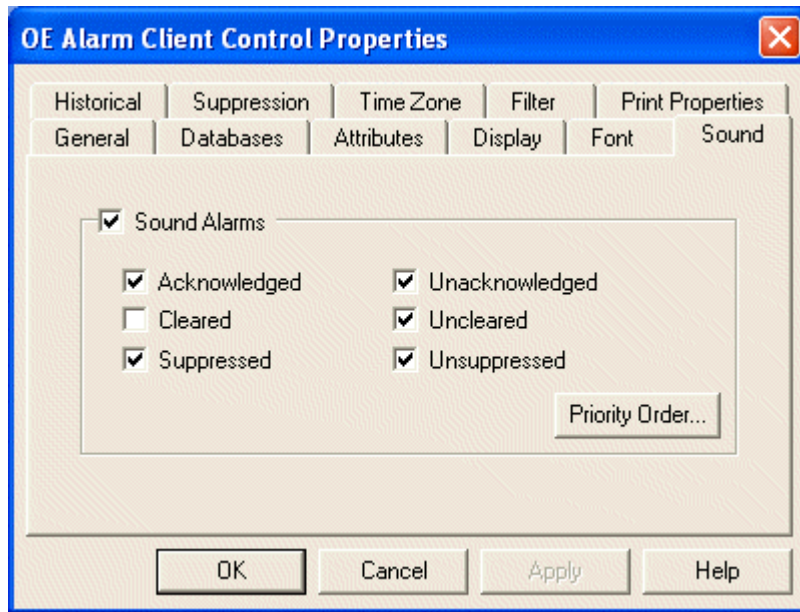 OE Alarm Client Control Properties
Historical Suppression Time Zone Filter Print Properties
General Databases Attributes Display Font Sound
Sound Alarms
Acknowledged Unacknowledged
Cleared Uncleared
Suppressed Unsuppressed
Priority Order...
OK Cancel Apply Help